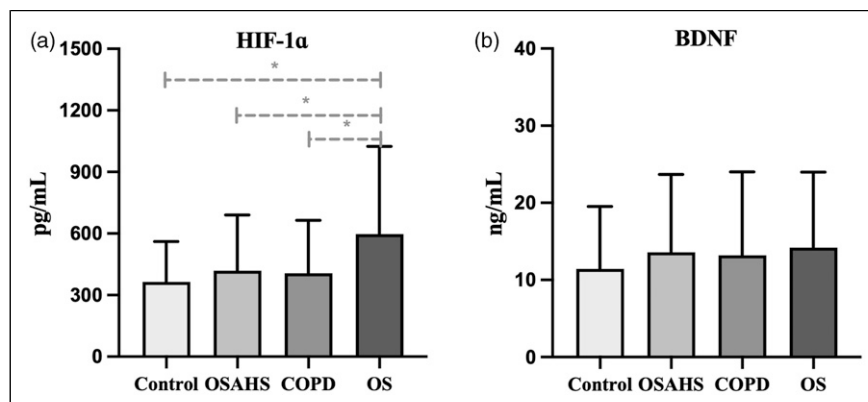 (a)
HIF-1α
pg/mL
1500
1200
900
600
300
0
*
*
*
Control OSAHS COPD OS
(b)
BDNF
ng/mL
40
30
20
10
0
Control OSAHS COPD OS